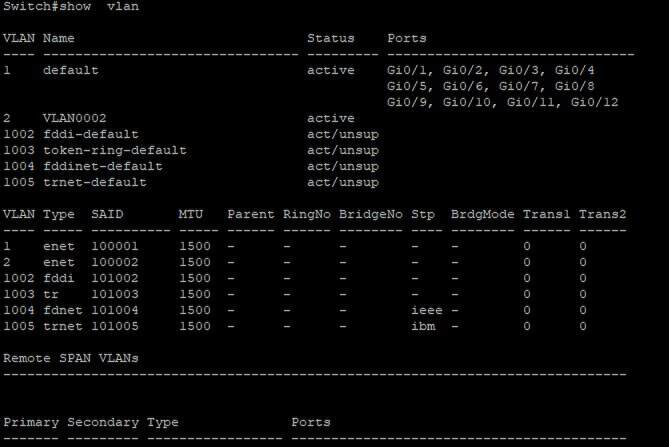 Switch#show  vlan
VLAN Name                             Status    Ports
---- -------------------------------- --------- -------------------------------
1    default                          active    Gi0/1, Gi0/2, Gi0/3, Gi0/4
                                                Gi0/5, Gi0/6, Gi0/7, Gi0/8
                                                Gi0/9, Gi0/10, Gi0/11, Gi0/12
2    VLAN0002                         active
1002 fddi-default                     act/unsup
1003 token-ring-default               act/unsup
1004 fddinet-default                  act/unsup
1005 trnet-default                    act/unsup
VLAN Type  SAID       MTU   Parent RingNo BridgeNo Stp  BrdgMode Trans1 Trans2
---- ----- ---------- ----- ------ ------ -------- ---- -------- ------ ------
1    enet  100001     1500  -      -      -        -    -        0      0
2    enet  100002     1500  -      -      -        -    -        0      0
1002 fddi  101002     1500  -      -      -        -    -        0      0
1003 tr    101003     1500  -      -      -        -    -        0      0
1004 fdnet 101004     1500  -      -      -        ieee -        0      0
1005 trnet 101005     1500  -      -      -        ibm  -        0      0
Remote SPAN VLANs
------------------------------------------------------------------------------
Primary Secondary Type              Ports
------- --------- ----------------- ------------------------------------------